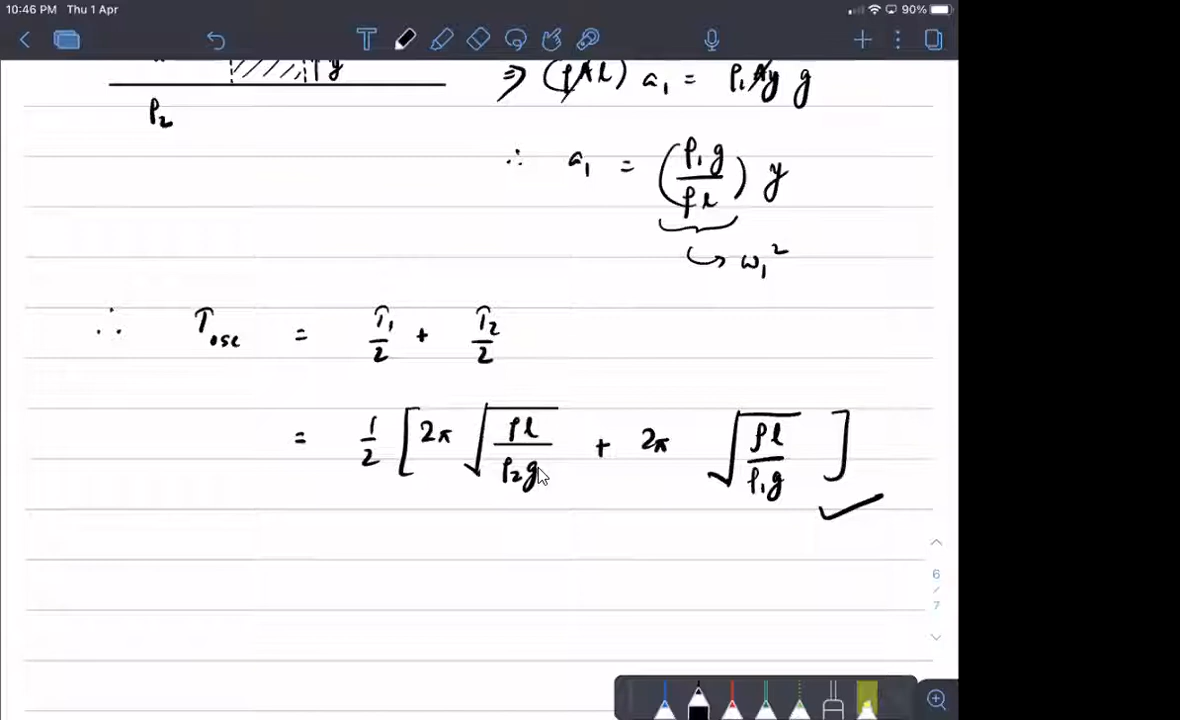 10:46 PM Thu 1 Apr 90%
T
y
⇒ (ρAl) a₁ = ρ₁Ay g
ρ₂
∴ a₁ = (ρ₁g / ρl) y
↳ ω₁²
∴ T_osc = T₁/2 + T₂/2
= 1/2 [ 2π √(ρl / ρ₂g) + 2π √(ρl / ρ₁g) ]
6
/
7